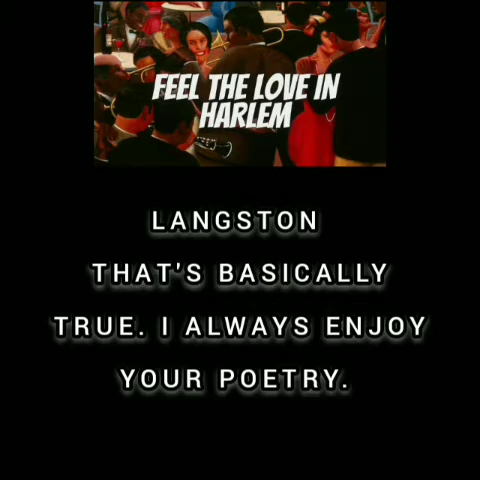 FEEL THE LOVE IN
HARLEM
LANGSTON
THAT'S BASICALLY
TRUE. I ALWAYS ENJOY
YOUR POETRY.